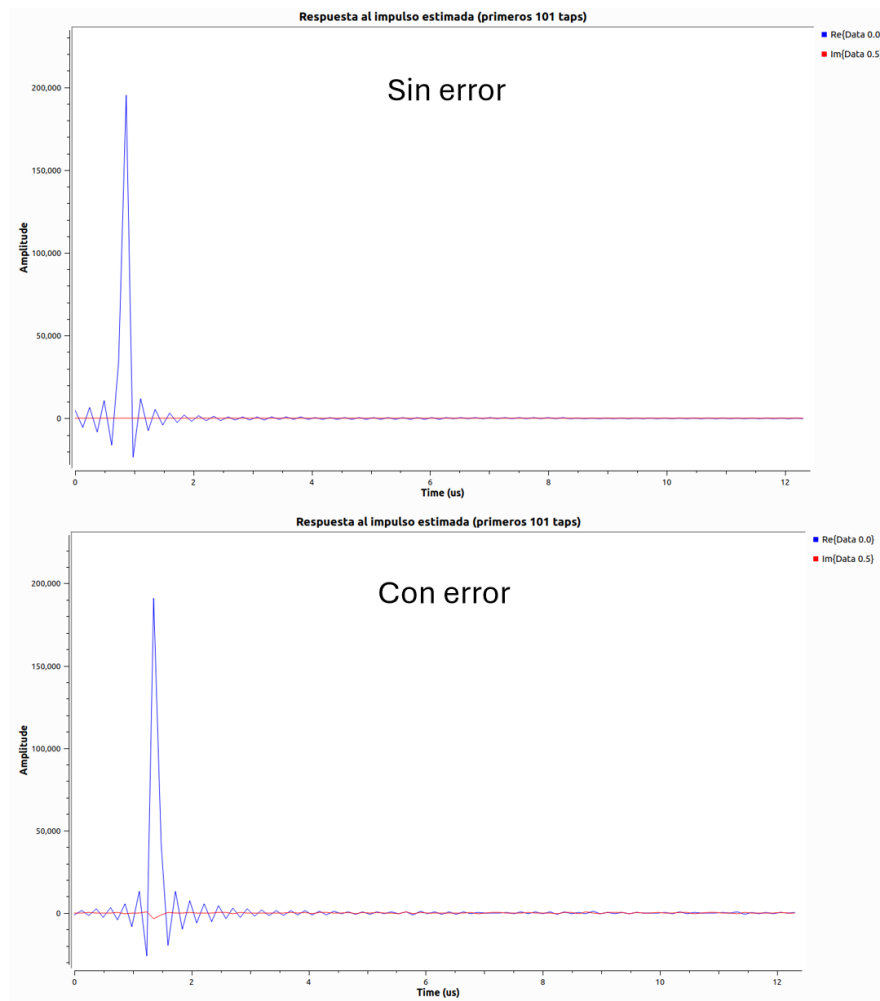 Respuesta al impulso estimada (primeros 101 taps)
Re{Data 0.0
Im{Data 0.5}
Sin error
200,000
150,000
100,000
50,000
0
Amplitude
0 2 4 6 8 10 12
Time (us)
Respuesta al impulso estimada (primeros 101 taps)
Re{Data 0.0}
Im{Data 0.5}
Con error
200,000
150,000
100,000
50,000
0
Amplitude
0 2 4 6 8 10 12
Time (us)